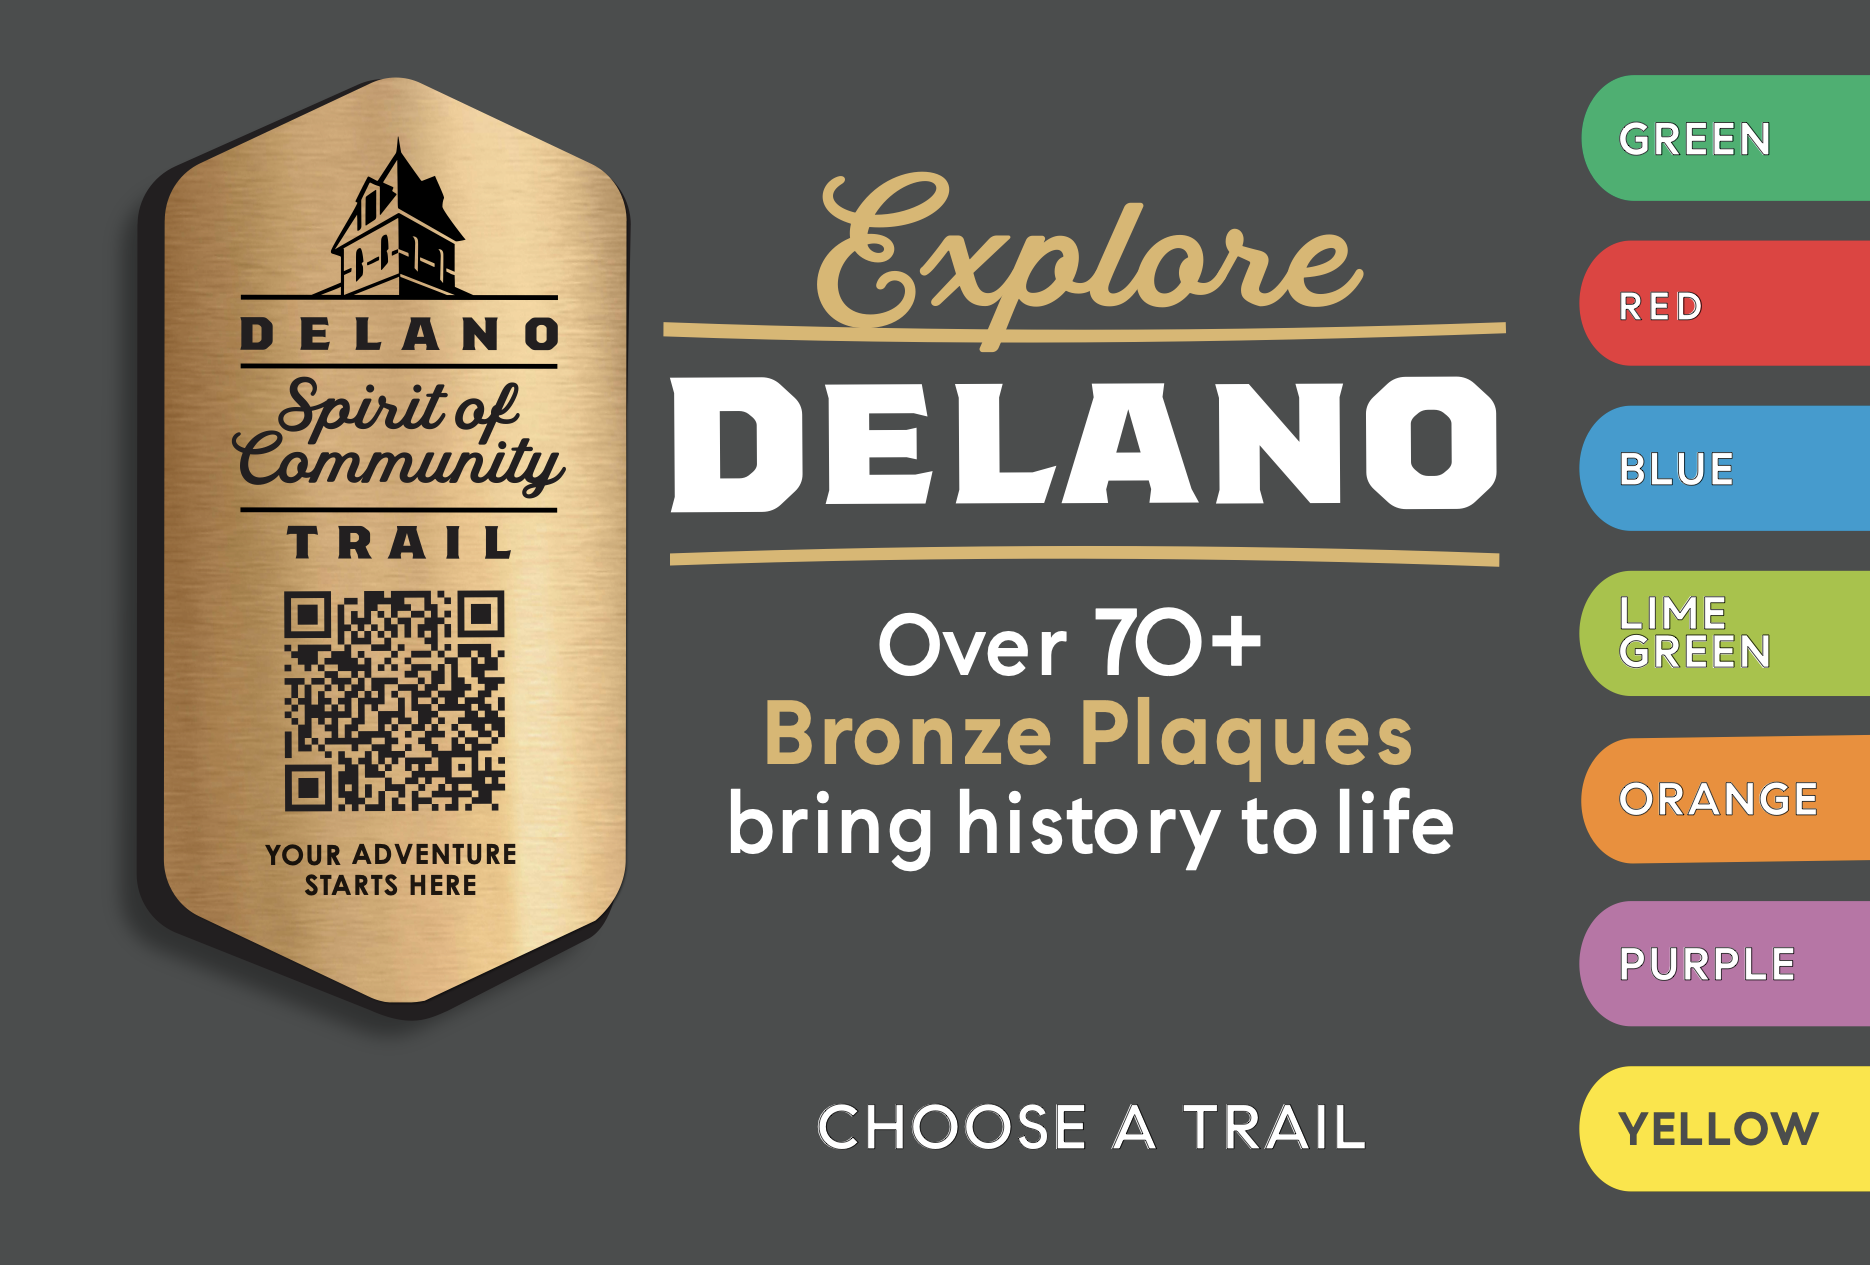 DELANO
Spirit of
Community
TRAIL
YOUR ADVENTURE
STARTS HERE
Explore
DELANO
Over 70+
Bronze Plaques
bring history to life
CHOOSE A TRAIL
GREEN
RED
BLUE
LIME
GREEN
ORANGE
PURPLE
YELLOW